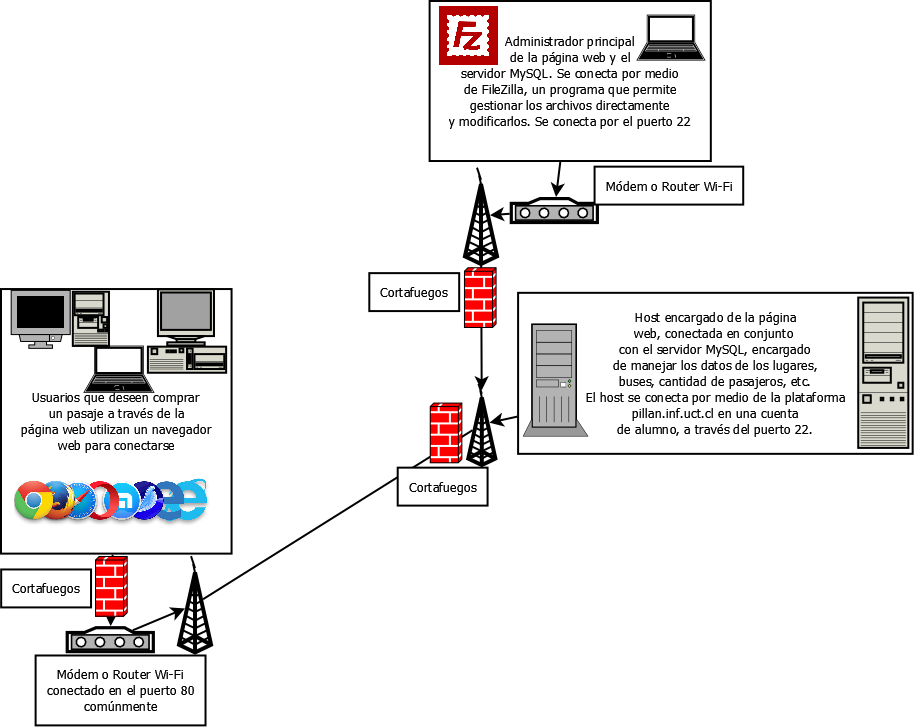 Fz
Administrador principal
de la página web y el
servidor MySQL. Se conecta por medio
de FileZilla, un programa que permite
gestionar los archivos directamente
y modificarlos. Se conecta por el puerto 22
Módem o Router Wi-Fi
Cortafuegos
Host encargado de la página
web, conectada en conjunto
con el servidor MySQL, encargado
de manejar los datos de los lugares,
buses, cantidad de pasajeros, etc.
El host se conecta por medio de la plataforma
pillan.inf.uct.cl en una cuenta
de alumno, a través del puerto 22.
Usuarios que deseen comprar
un pasaje a través de la
página web utilizan un navegador
web para conectarse
Cortafuegos
Cortafuegos
Módem o Router Wi-Fi
conectado en el puerto 80
comúnmente